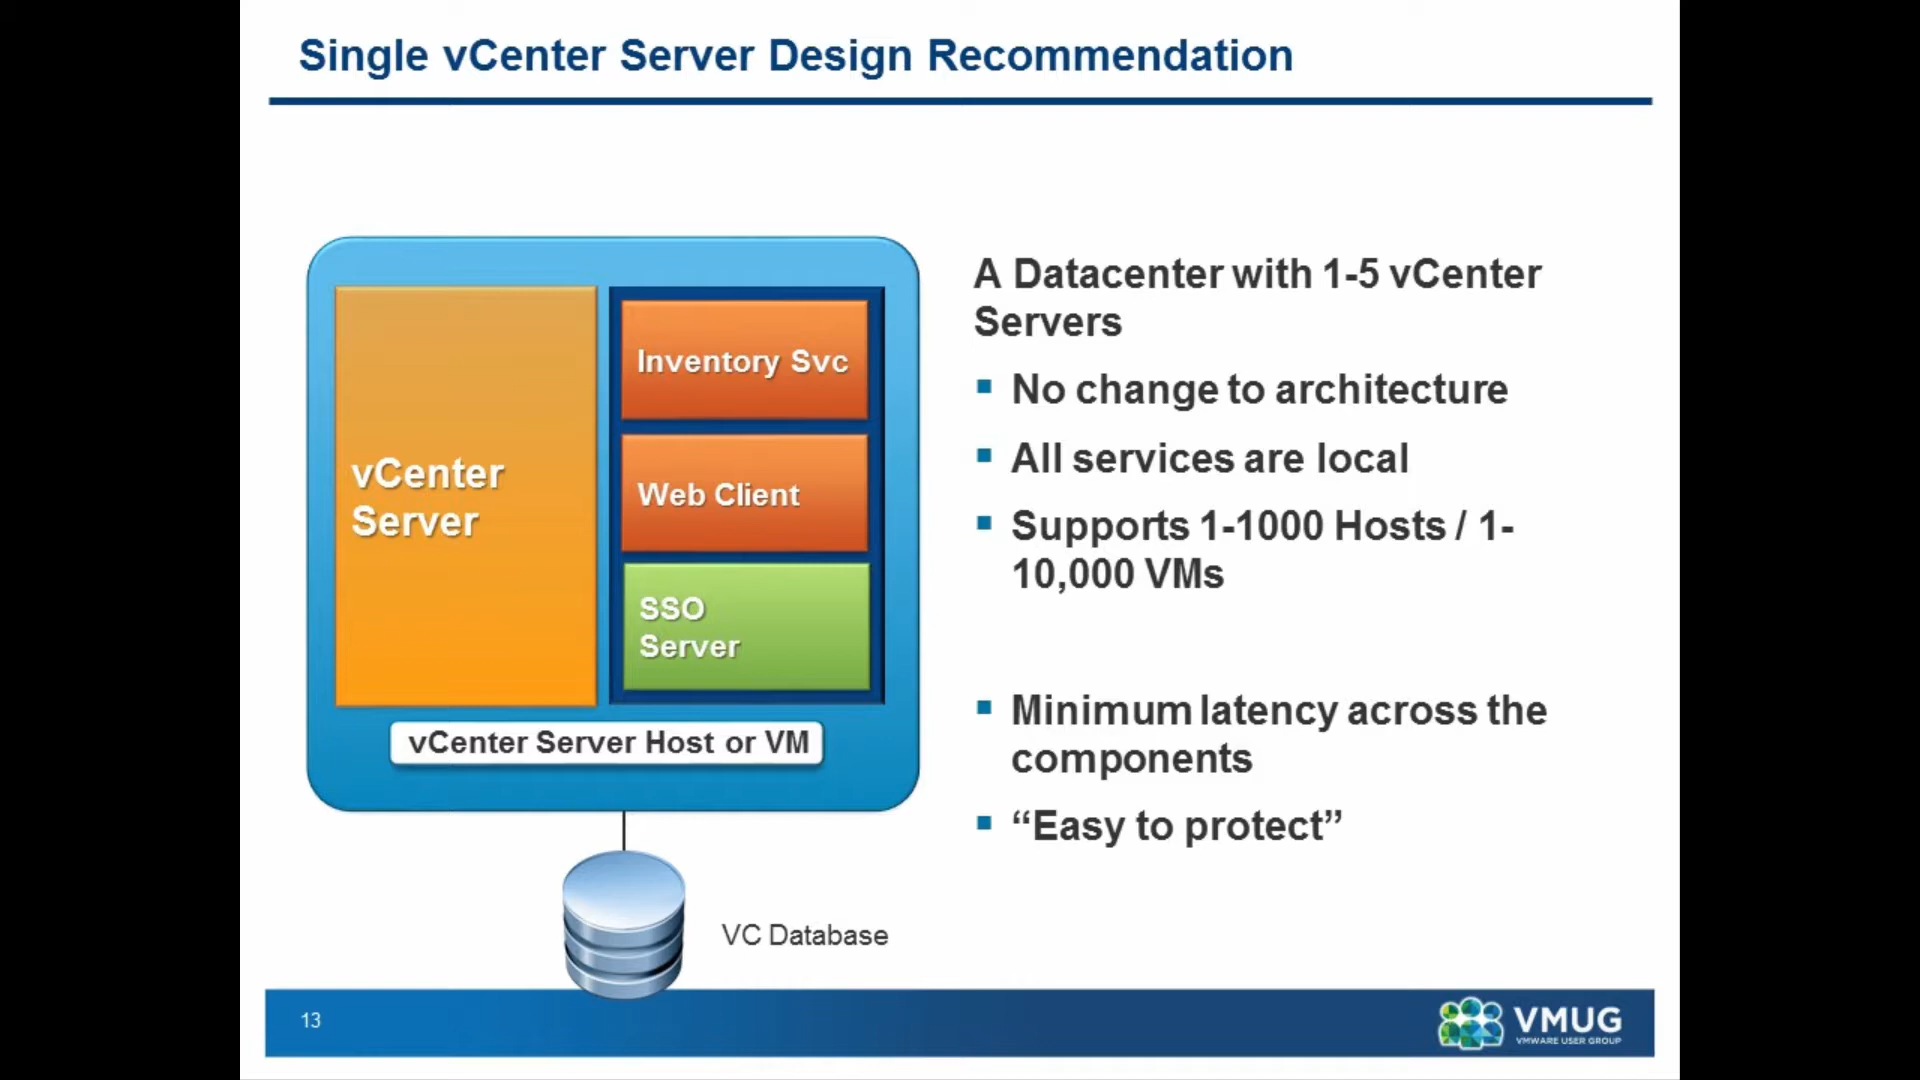 Single vCenter Server Design Recommendation
vCenter
Server
Inventory Svc
Web Client
SSO
Server
vCenter Server Host or VM
VC Database
A Datacenter with 1-5 vCenter
Servers
▪ No change to architecture
▪ All services are local
▪ Supports 1-1000 Hosts / 1-
10,000 VMs
▪ Minimum latency across the
components
▪ “Easy to protect”
13
VMUG
VMWARE USER GROUP